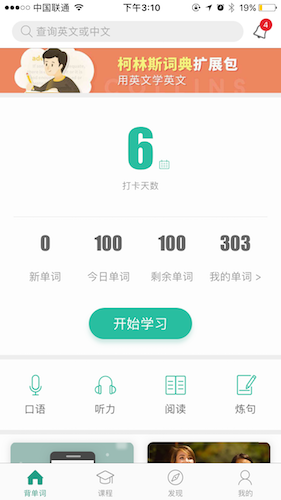 中国联通 下午3:10
查询英文或中文
4
柯林斯词典扩展包
用英文学英文
COLLINS
6
打卡天数
0 100 100 303
新单词 今日单词 剩余单词 我的单词 >
开始学习
口语 听力 阅读 炼句
背单词 课程 发现 我的